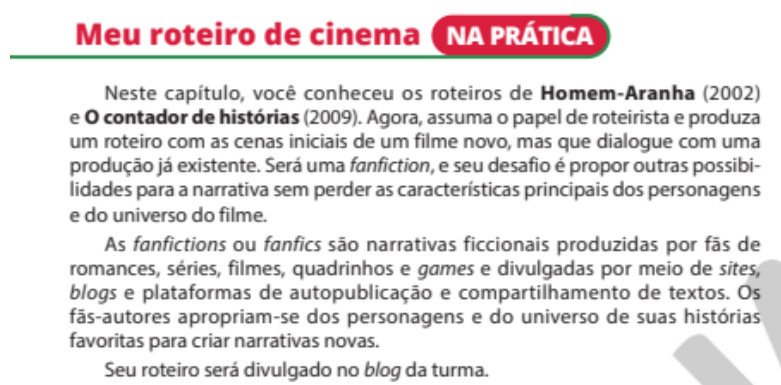 Meu roteiro de cinema NA PRÁTICA
Neste capítulo, você conheceu os roteiros de Homem-Aranha (2002)
e O contador de histórias (2009). Agora, assuma o papel de roteirista e produza
um roteiro com as cenas iniciais de um filme novo, mas que dialogue com uma
produção já existente. Será uma fanfiction, e seu desafio é propor outras possibi-
lidades para a narrativa sem perder as características principais dos personagens
e do universo do filme.
As fanfictions ou fanfics são narrativas ficcionais produzidas por fãs de
romances, séries, filmes, quadrinhos e games e divulgadas por meio de sites,
blogs e plataformas de autopublicação e compartilhamento de textos. Os
fãs-autores apropriam-se dos personagens e do universo de suas histórias
favoritas para criar narrativas novas.
Seu roteiro será divulgado no blog da turma.